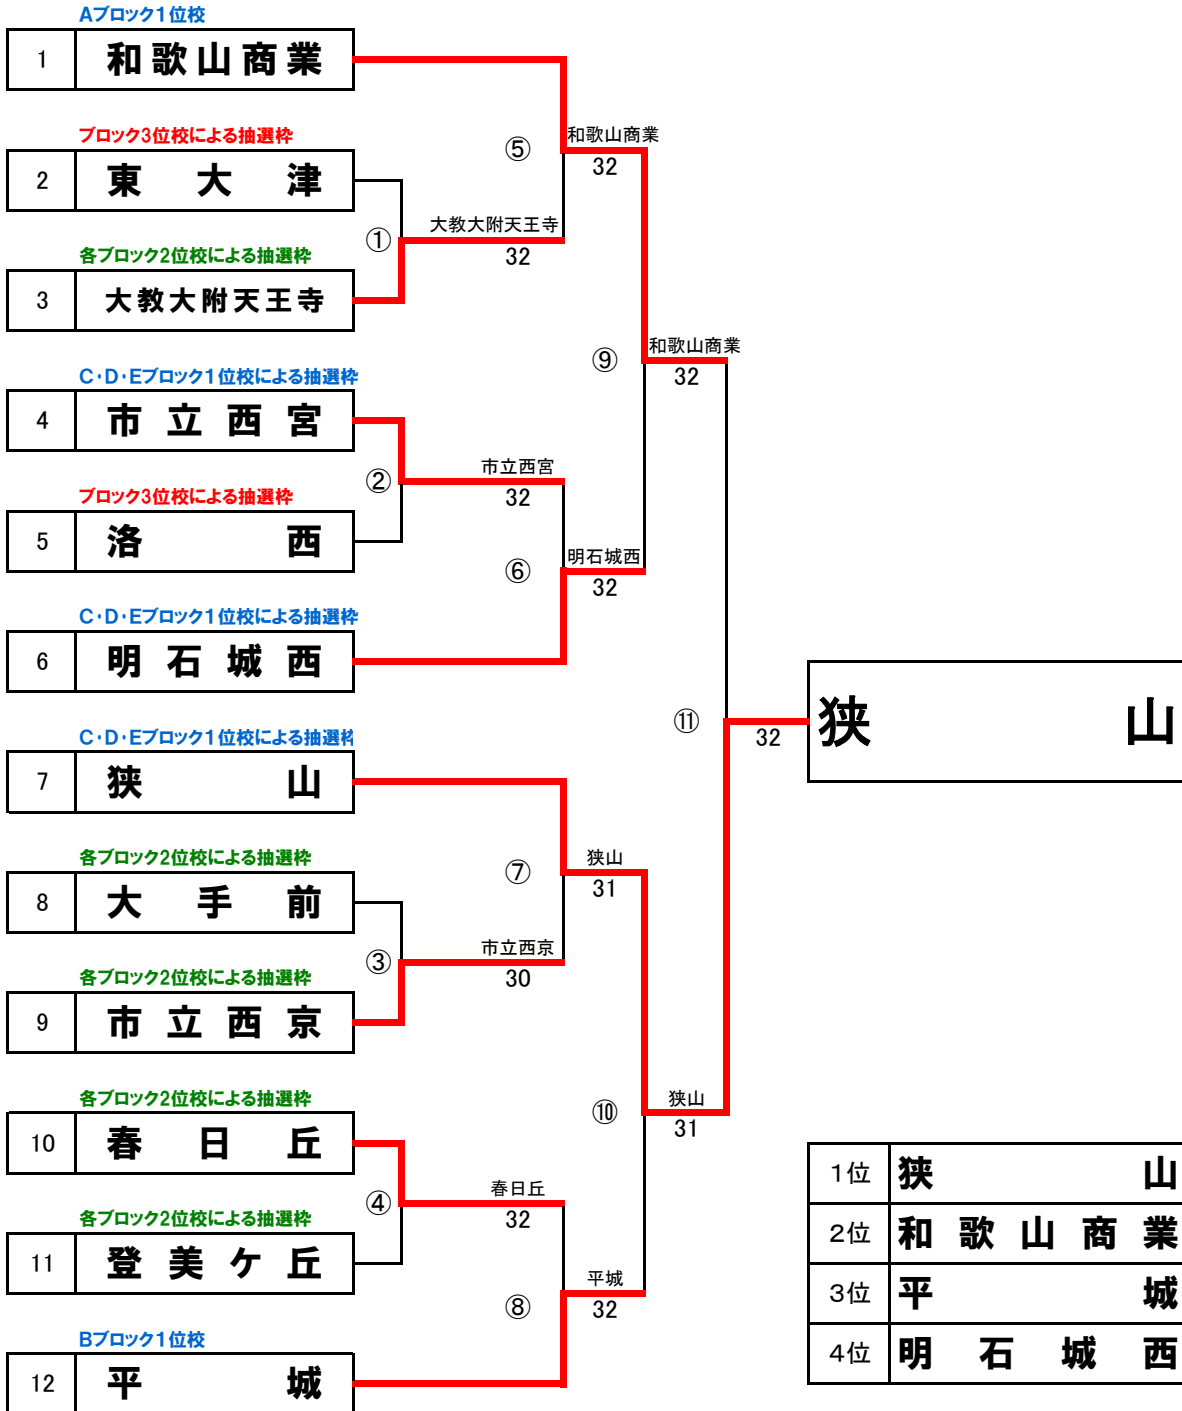 Aブロック1位校
1 和歌山商業
ブロック3位校による抽選枠
2 東大津
各ブロック2位校による抽選枠
3 大教大附天王寺
C・D・Eブロック1位校による抽選枠
4 市立西宮
ブロック3位校による抽選枠
5 洛西
C・D・Eブロック1位校による抽選枠
6 明石城西
C・D・Eブロック1位校による抽選枠
7 狭山
各ブロック2位校による抽選枠
8 大手前
各ブロック2位校による抽選枠
9 市立西京
各ブロック2位校による抽選枠
10 春日丘
各ブロック2位校による抽選枠
11 登美ケ丘
Bブロック1位校
12 平城
①
大教大附天王寺
32
②
市立西宮
32
③
市立西京
30
④
春日丘
32
⑤
和歌山商業
32
⑥
明石城西
32
⑦
狭山
31
⑧
平城
32
⑨
和歌山商業
32
⑩
狭山
31
⑪
32
狭山
1位 狭山
2位 和歌山商業
3位 平城
4位 明石城西